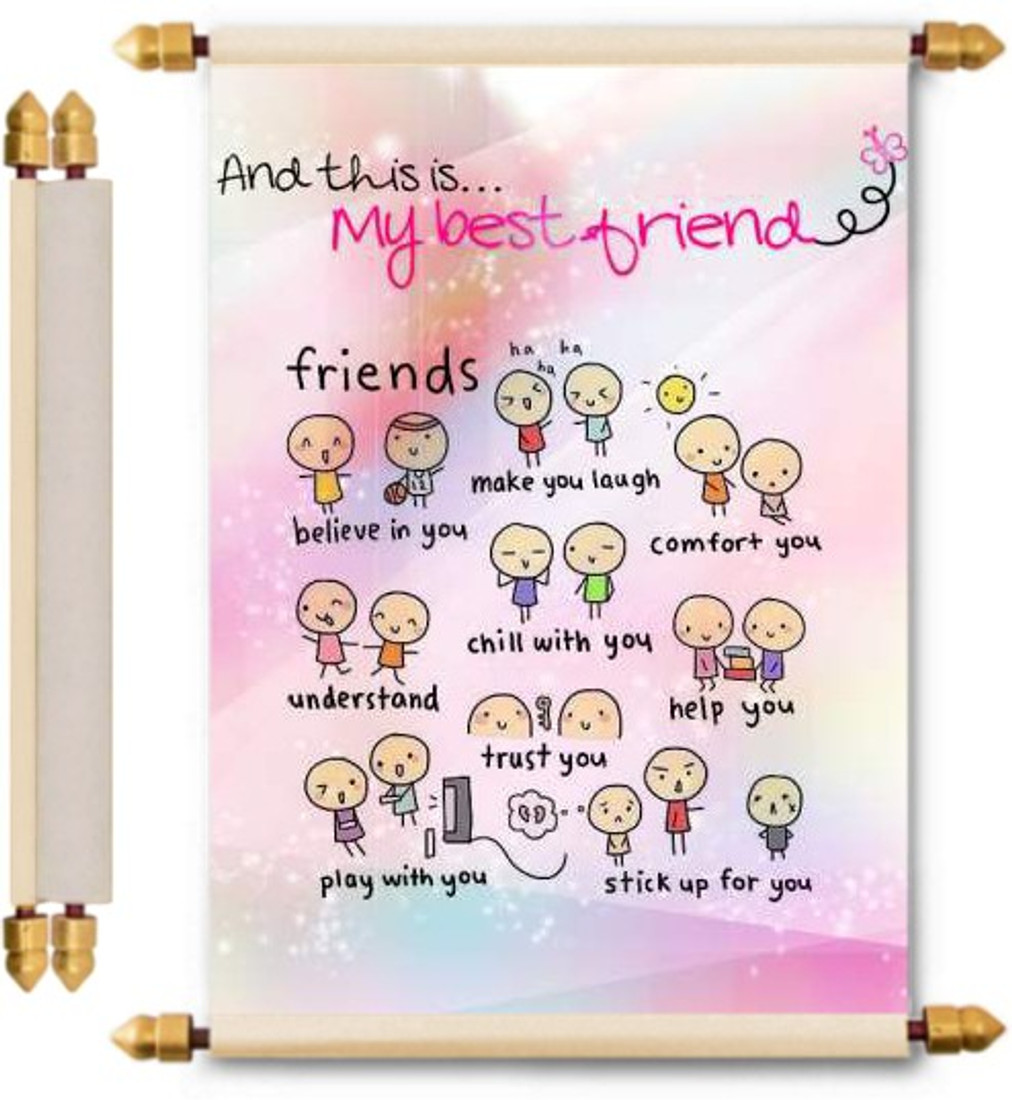 And this is...
My best friend
friends
ha ha
ha
make you laugh
believe in you
comfort you
chill with you
understand
help you
trust you
play with you
stick up for you